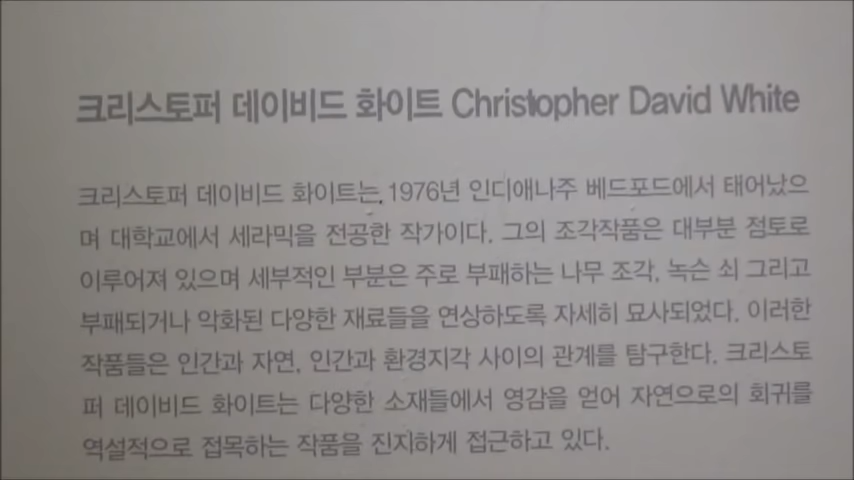 크리스토퍼 데이비드 화이트 Christopher David White
크리스토퍼 데이비드 화이트는, 1976년 인디애나주 베드포드에서 태어났으
며 대학교에서 세라믹을 전공한 작가이다. 그의 조각작품은 대부분 점토로
이루어져 있으며 세부적인 부분은 주로 부패하는 나무 조각, 녹슨 쇠 그리고
부패되거나 악화된 다양한 재료들을 연상하도록 자세히 묘사되었다. 이러한
작품들은 인간과 자연, 인간과 환경지각 사이의 관계를 탐구한다. 크리스토
퍼 데이비드 화이트는 다양한 소재들에서 영감을 얻어 자연으로의 회귀를
역설적으로 접목하는 작품을 진지하게 접근하고 있다.